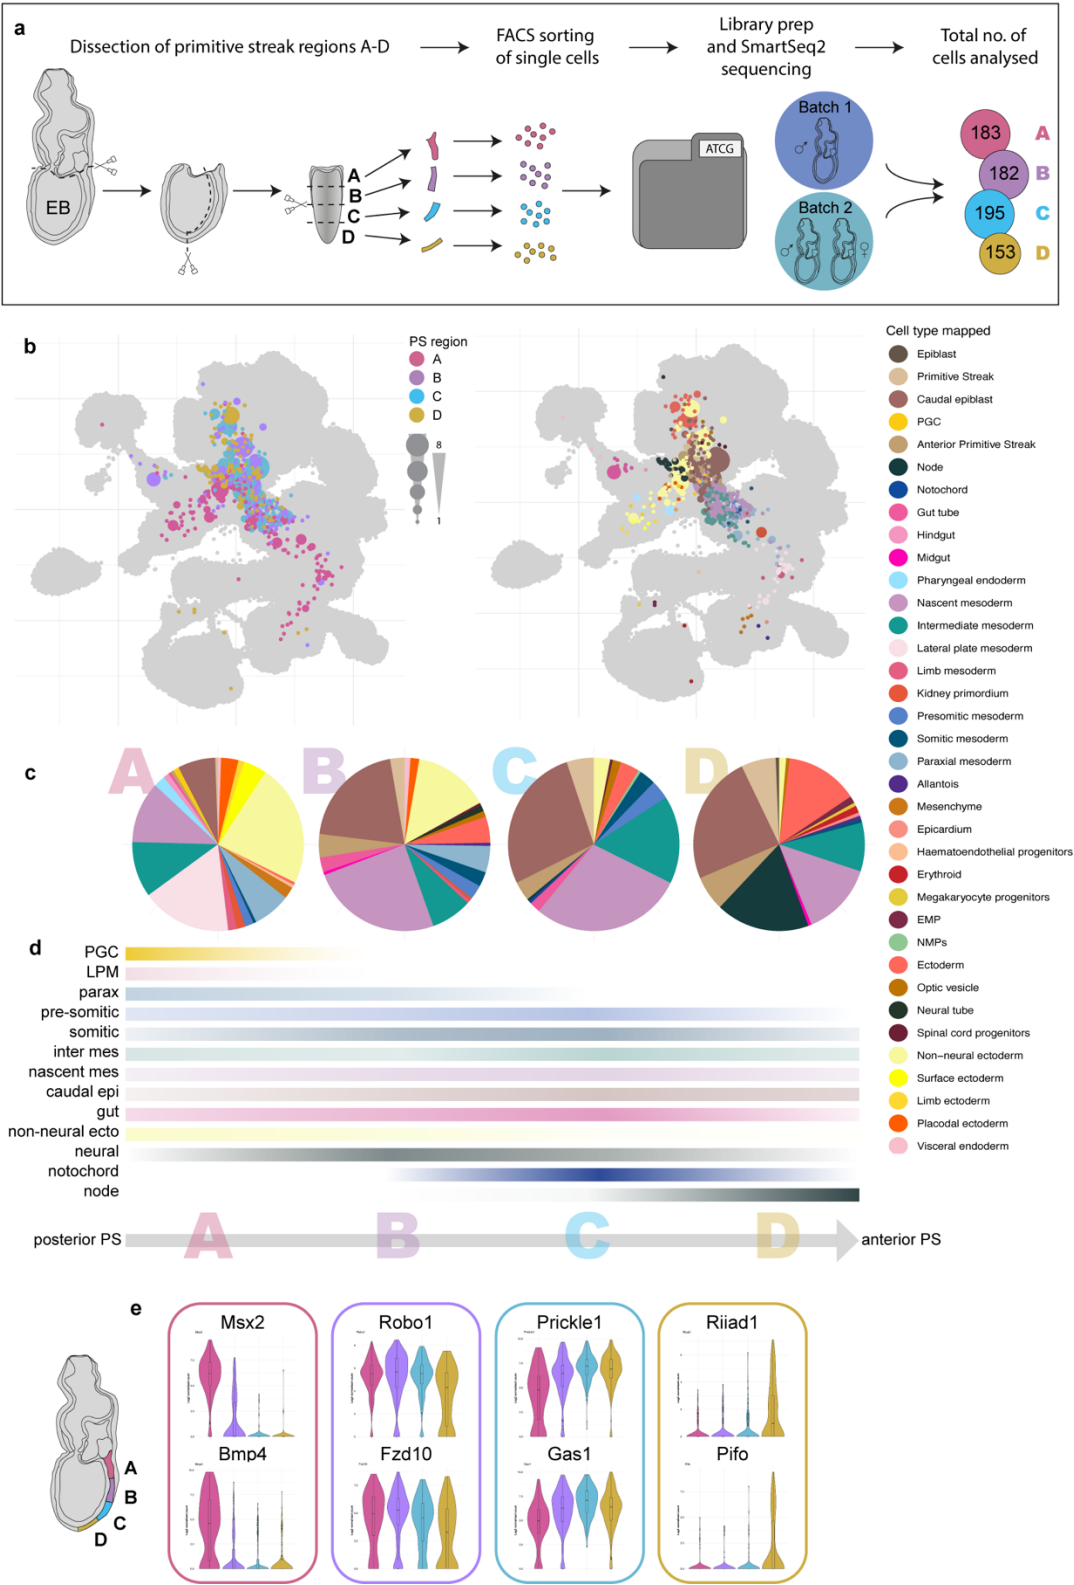 a
Dissection of primitive streak regions A-D
FACS sorting
of single cells
Library prep
and SmartSeq2
sequencing
Total no. of
cells analysed
EB
A
B
C
D
ATCG
Batch 1
♂
Batch 2
♂ ♀
183 A
182 B
195 C
153 D
b
PS region
A
B
C
D
8
1
Cell type mapped
Epiblast
Primitive Streak
Caudal epiblast
PGC
Anterior Primitive Streak
Node
Notochord
Gut tube
Hindgut
Midgut
Pharyngeal endoderm
Nascent mesoderm
Intermediate mesoderm
Lateral plate mesoderm
Limb mesoderm
Kidney primordium
Presomitic mesoderm
Somitic mesoderm
Paraxial mesoderm
Allantois
Mesenchyme
Epicardium
Haematoendothelial progenitors
Erythroid
Megakaryocyte progenitors
EMP
NMPs
Ectoderm
Optic vesicle
Neural tube
Spinal cord progenitors
Non-neural ectoderm
Surface ectoderm
Limb ectoderm
Placodal ectoderm
Visceral endoderm
c
A B C D
d
PGC
LPM
parax
pre-somitic
somitic
inter mes
nascent mes
caudal epi
gut
non-neural ecto
neural
notochord
node
posterior PS A B C D anterior PS
e
A
B
C
D
Msx2 Robo1 Prickle1 Riiad1
Bmp4 Fzd10 Gas1 Pifo